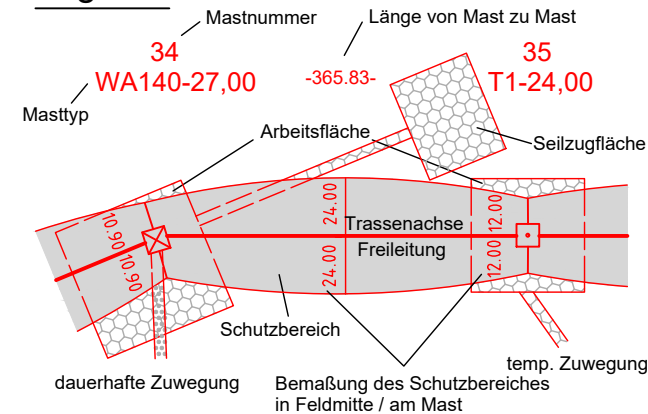 Mastnummer
Länge von Mast zu Mast
34
35
WA140-27,00
-365.83-
T1-24,00
Masttyp
Arbeitsfläche
Seilzugfläche
10.90
10.90
24.00
24.00
Trassenachse
Freileitung
12.00
12.00
Schutzbereich
temp. Zuwegung
dauerhafte Zuwegung
Bemaßung des Schutzbereiches
in Feldmitte / am Mast